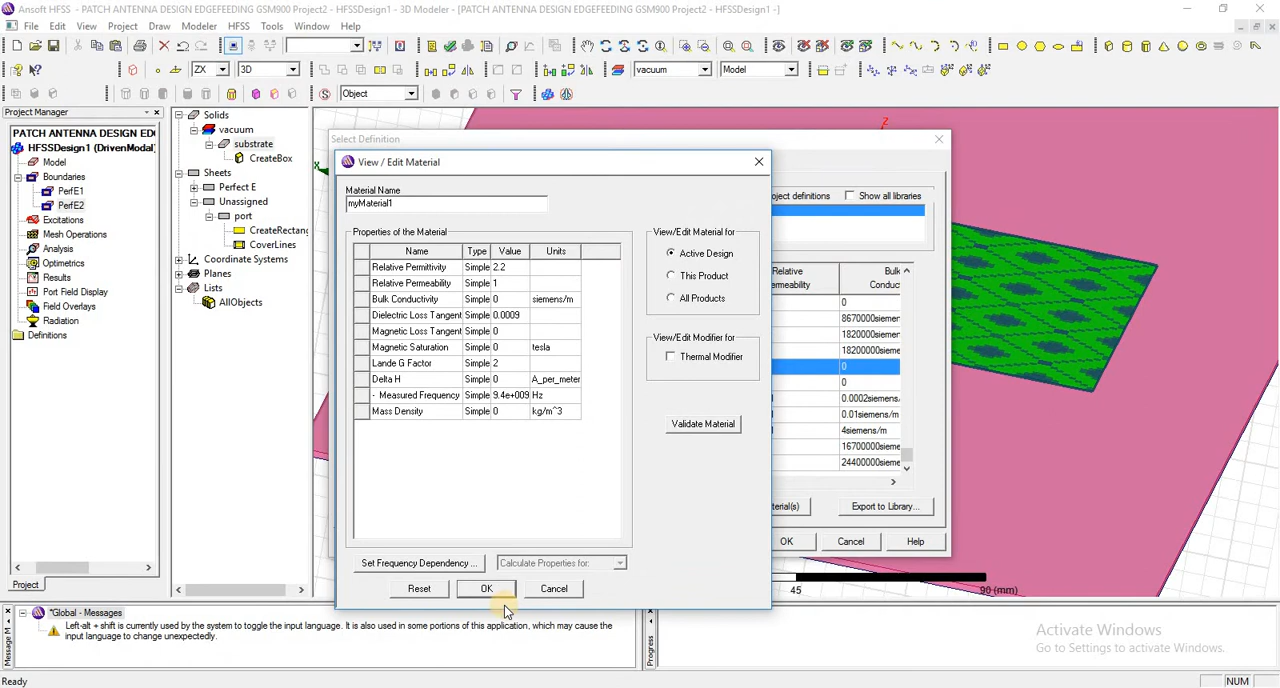 Ansoft HFSS - [PATCH ANTENNA DESIGN EDGEFEEDING GSM900 Project2 - HFSSDesign1 - 3D Modeler - [PATCH ANTENNA DESIGN EDGEFEEDING GSM900 Project2 - HFSSDesign1 -]
File Edit View Project Draw Modeler HFSS Tools Window Help
ZX 3D vacuum Model
Object
Project Manager
PATCH ANTENNA DESIGN EDG
HFSSDesign1 (DrivenModal)
Model
Boundaries
PerfE1
PerfE2
Excitations
Mesh Operations
Analysis
Optimetrics
Results
Port Field Display
Field Overlays
Radiation
Definitions
Project
Solids
vacuum
substrate
CreateBox
Sheets
Perfect E
Unassigned
port
CreateRectang
CoverLines
Coordinate Systems
Planes
Lists
AllObjects
Z
X
Select Definition
View / Edit Material
Material Name
myMaterial1
Properties of the Material
Name Type Value Units
Relative Permittivity Simple 2.2
Relative Permeability Simple 1
Bulk Conductivity Simple 0 siemens/m
Dielectric Loss Tangent Simple 0.0009
Magnetic Loss Tangent Simple 0
Magnetic Saturation Simple 0 tesla
Lande G Factor Simple 2
Delta H Simple 0 A_per_meter
- Measured Frequency Simple 9.4e+009 Hz
Mass Density Simple 0 kg/m^3
View/Edit Material for
Active Design
This Product
All Products
View/Edit Modifier for
Thermal Modifier
Validate Material
Set Frequency Dependency ...
Calculate Properties for:
Reset OK Cancel
oject definitions Show all libraries
Relative
ermeability
Bulk
Conduc
0
8670000siemer
1820000siemer
18200000sieme
0
0
0.0002siemens.
0.01siemens/m
4siemens/m
16700000sieme
24400000sieme
terial(s) Export to Library...
OK Cancel Help
45 90 (mm)
*Global - Messages
Left-alt + shift is currently used by the system to toggle the input language. It is also used in some portions of this application, which may cause the
input language to change unexpectedly.
Message M
Progress
Activate Windows
Go to Settings to activate Windows.
Ready
NUM